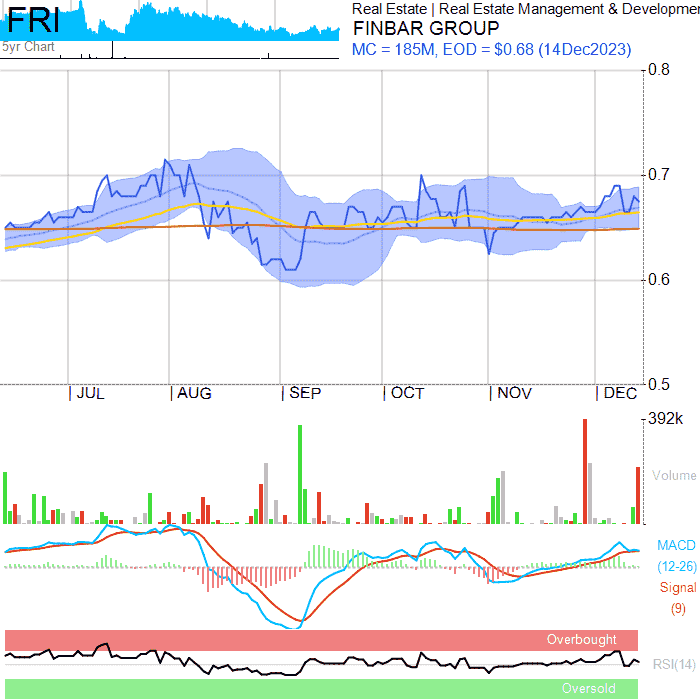 FRI
5yr Chart
Real Estate | Real Estate Management & Developmen
FINBAR GROUP
MC = 185M, EOD = $0.68 (14Dec2023)
0.8
0.7
0.6
0.5
JUL AUG SEP OCT NOV DEC
392k
Volume
MACD
(12-26)
Signal
(9)
Overbought
RSI(14)
Oversold